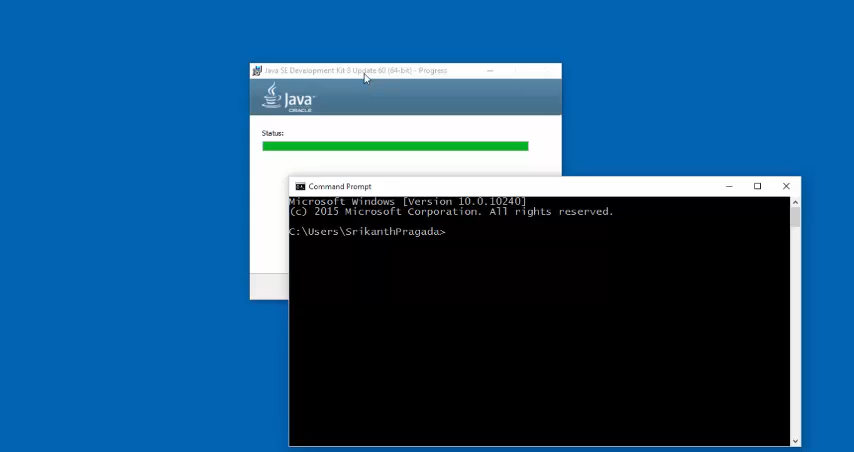 Java SE Development Kit 8 Update 60 (64-bit) - Progress
Java™
ORACLE
Status:
Command Prompt
Microsoft Windows [Version 10.0.10240]
(c) 2015 Microsoft Corporation. All rights reserved.
C:\Users\SrikanthPragada>